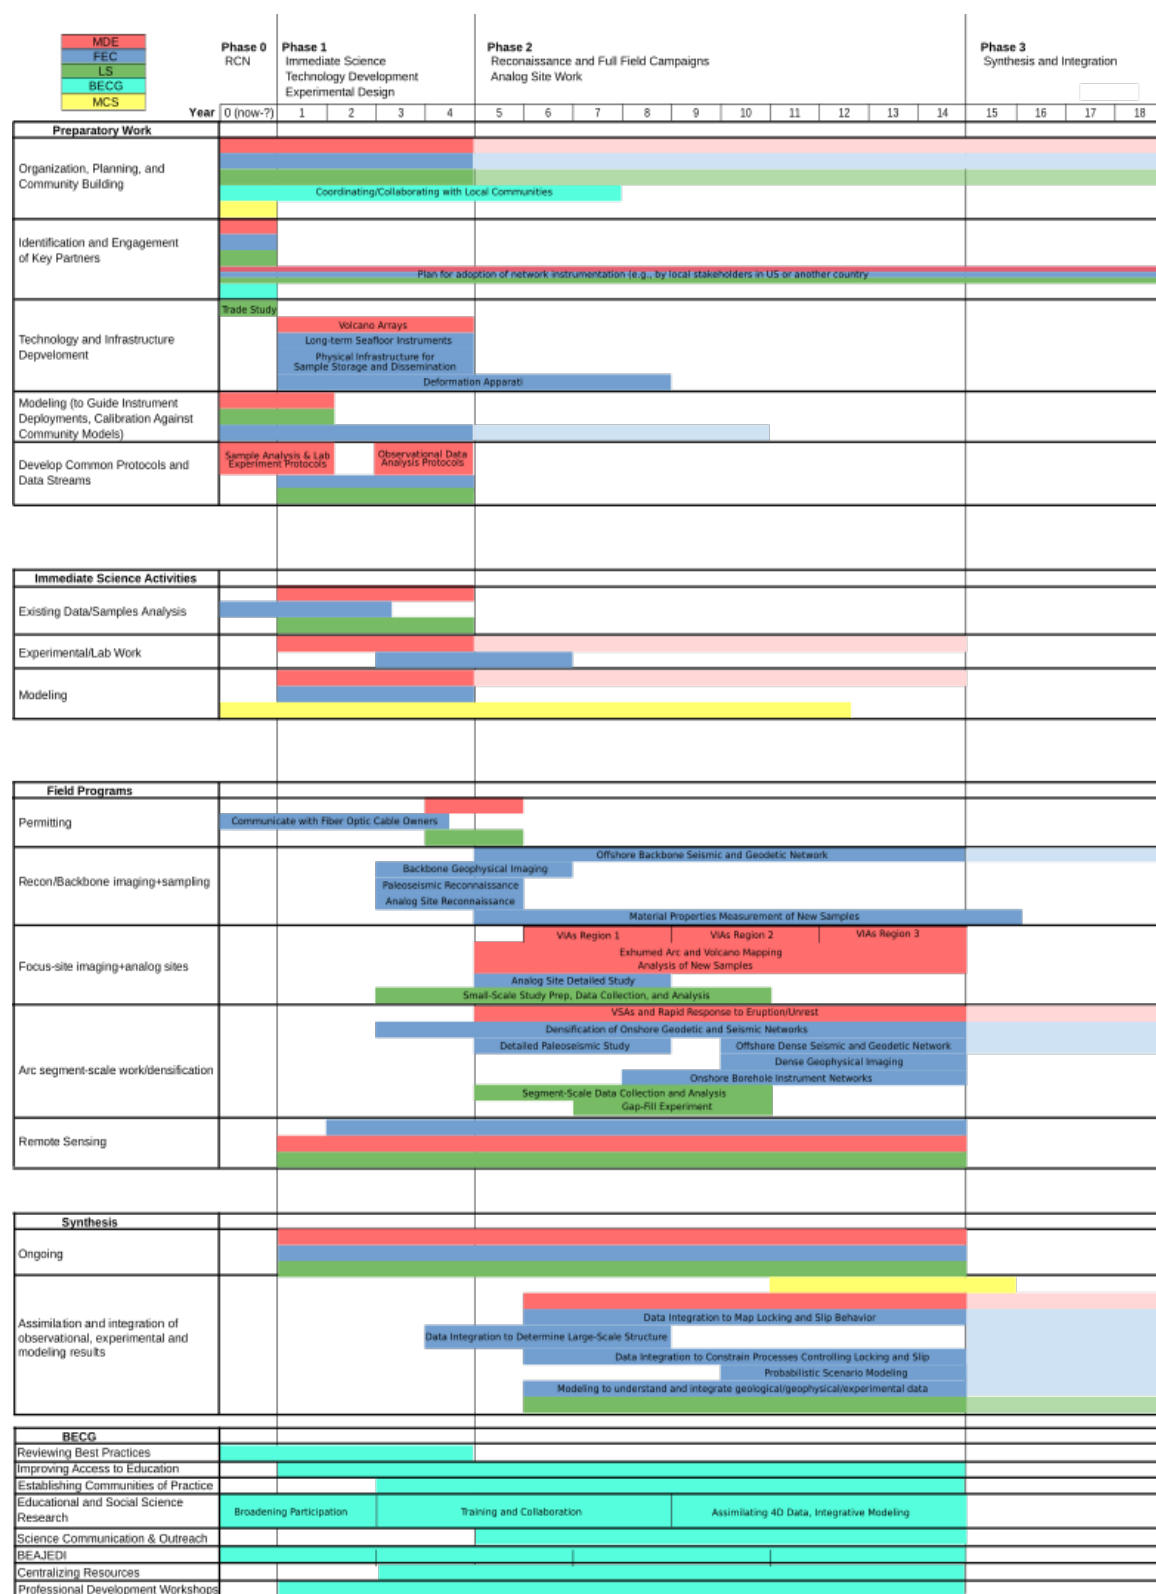 MDE
FEC
LS
BECG
MCS
Phase 0
RCN
Phase 1
Immediate Science
Technology Development
Experimental Design
Phase 2
Reconaissance and Full Field Campaigns
Analog Site Work
Phase 3
Synthesis and Integration
Year 0 (now-?) 1 2 3 4 5 6 7 8 9 10 11 12 13 14 15 16 17 18
Preparatory Work
Organization, Planning, and
Community Building
Coordinating/Collaborating with Local Communities
Identification and Engagement
of Key Partners
Plan for adoption of network instrumentation (e.g., by local stakeholders in US or another country
Technology and Infrastructure
Depveloment
Trade Study
Volcano Arrays
Long-term Seafloor Instruments
Physical Infrastructure for
Sample Storage and Dissemination
Deformation Apparati
Modeling (to Guide Instrument
Deployments, Calibration Against
Community Models)
Develop Common Protocols and
Data Streams
Sample Analysis & Lab
Experiment Protocols
Observational Data
Analysis Protocols
Immediate Science Activities
Existing Data/Samples Analysis
Experimental/Lab Work
Modeling
Field Programs
Permitting
Communicate with Fiber Optic Cable Owners
Recon/Backbone imaging+sampling
Offshore Backbone Seismic and Geodetic Network
Backbone Geophysical Imaging
Paleoseismic Reconnaissance
Analog Site Reconnaissance
Material Properties Measurement of New Samples
Focus-site imaging+analog sites
VIAs Region 1 VIAs Region 2 VIAs Region 3
Exhumed Arc and Volcano Mapping
Analysis of New Samples
Analog Site Detailed Study
Small-Scale Study Prep, Data Collection, and Analysis
Arc segment-scale work/densification
VSAs and Rapid Response to Eruption/Unrest
Densification of Onshore Geodetic and Seismic Networks
Detailed Paleoseismic Study
Offshore Dense Seismic and Geodetic Network
Dense Geophysical Imaging
Onshore Borehole Instrument Networks
Segment-Scale Data Collection and Analysis
Gap-Fill Experiment
Remote Sensing
Synthesis
Ongoing
Assimilation and integration of
observational, experimental and
modeling results
Data Integration to Map Locking and Slip Behavior
Data Integration to Determine Large-Scale Structure
Data Integration to Constrain Processes Controlling Locking and Slip
Probabilistic Scenario Modeling
Modeling to understand and integrate geological/geophysical/experimental data
BECG
Reviewing Best Practices
Improving Access to Education
Establishing Communities of Practice
Educational and Social Science
Research
Broadening Participation
Training and Collaboration
Assimilating 4D Data, Integrative Modeling
Science Communication & Outreach
BEAJEDI
Centralizing Resources
Professional Development Workshops